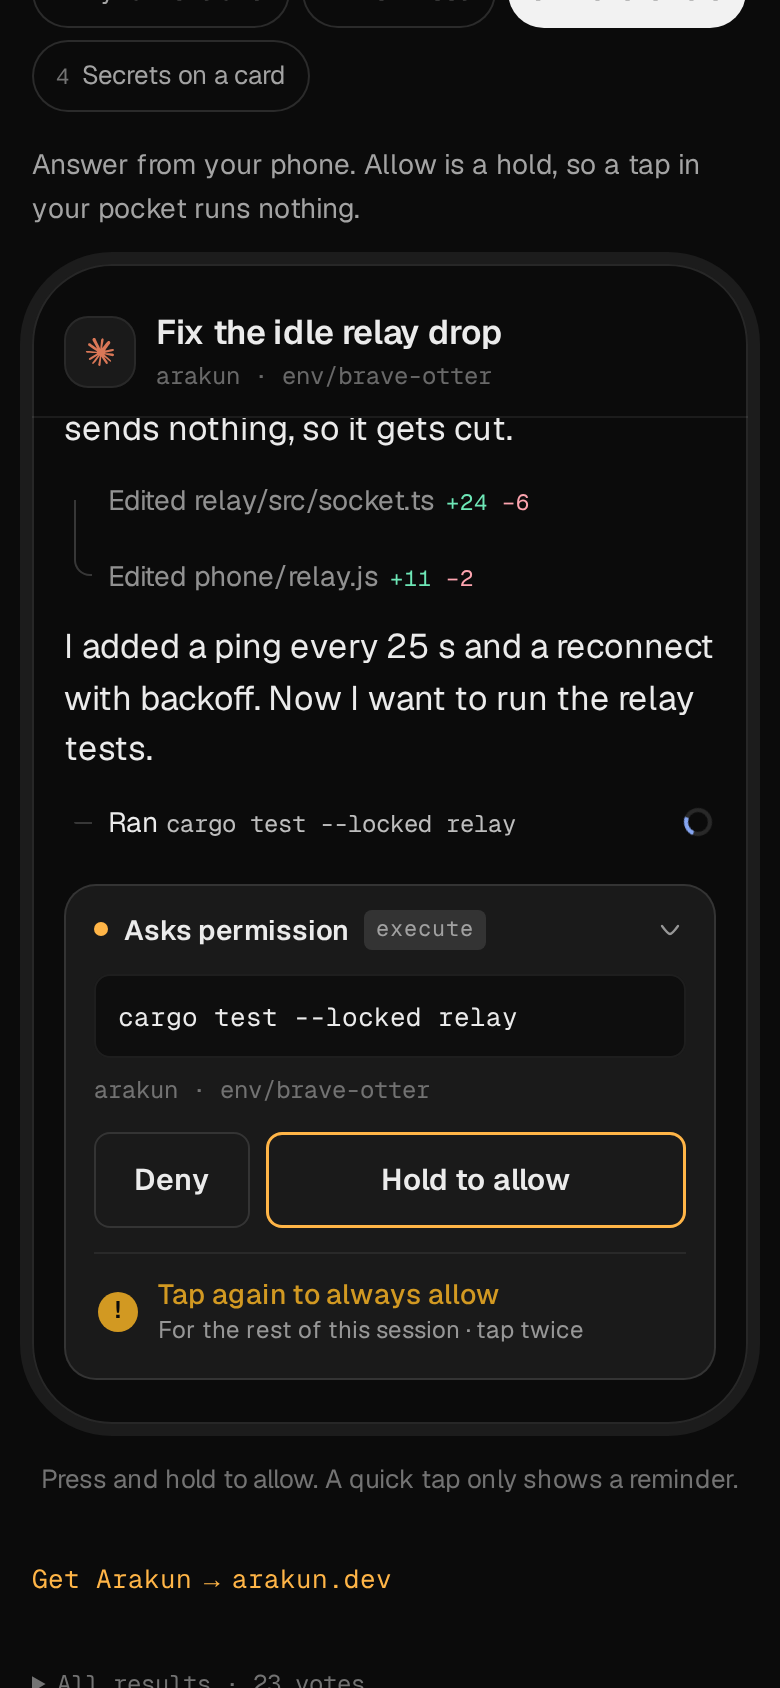 4 Secrets on a card
Answer from your phone. Allow is a hold, so a tap in
your pocket runs nothing.
Fix the idle relay drop
arakun · env/brave-otter
sends nothing, so it gets cut.
Edited relay/src/socket.ts +24 -6
Edited phone/relay.js +11 -2
I added a ping every 25 s and a reconnect
with backoff. Now I want to run the relay
tests.
Ran cargo test --locked relay
Asks permission execute
cargo test --locked relay
arakun · env/brave-otter
Deny Hold to allow
! Tap again to always allow
For the rest of this session · tap twice
Press and hold to allow. A quick tap only shows a reminder.
Get Arakun → arakun.dev
▶ All results · 23 votes